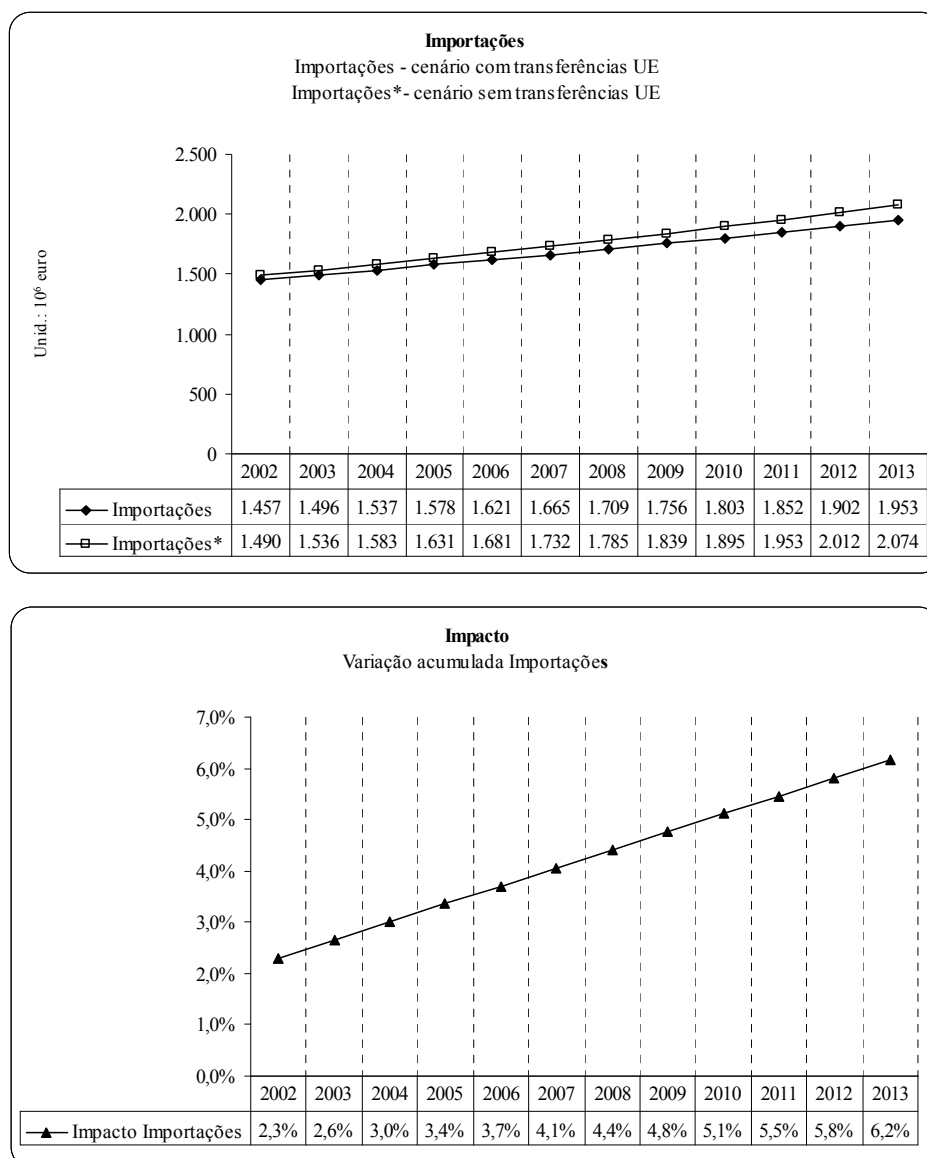 Importações
Importações - cenário com transferências UE
Importações*- cenário sem transferências UE
Unid.: 10⁶ euro
2.500
2.000
1.500
1.000
500
0
2002 2003 2004 2005 2006 2007 2008 2009 2010 2011 2012 2013
Importações 1.457 1.496 1.537 1.578 1.621 1.665 1.709 1.756 1.803 1.852 1.902 1.953
Importações* 1.490 1.536 1.583 1.631 1.681 1.732 1.785 1.839 1.895 1.953 2.012 2.074
Impacto
Variação acumulada Importações
7,0%
6,0%
5,0%
4,0%
3,0%
2,0%
1,0%
0,0%
2002 2003 2004 2005 2006 2007 2008 2009 2010 2011 2012 2013
Impacto Importações 2,3% 2,6% 3,0% 3,4% 3,7% 4,1% 4,4% 4,8% 5,1% 5,5% 5,8% 6,2%